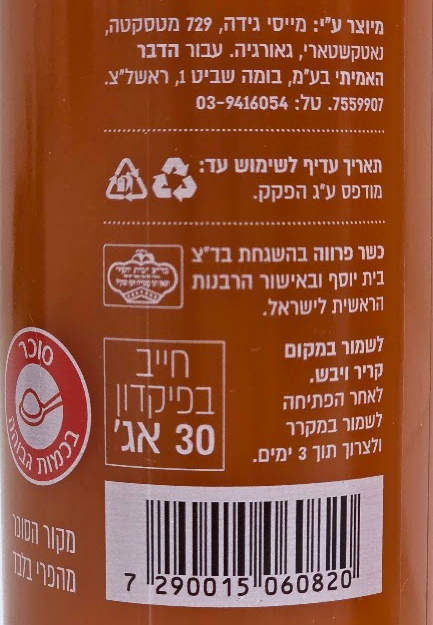 מיוצר ע"י: מייסי גידה, 729 מטסקטה,
נאטקשטארי, גאורגיה. עבור הדבר
האמיתי בע"מ, בומה שביט 1, ראשל"צ.
7559907. טל: 03-9416054
תאריך עדיף לשימוש עד:
מודפס ע"ג הפקק.
כשר פרווה בהשגחת בד"צ
בית יוסף ובאישור הרבנות
הראשית לישראל.
לשמור במקום
קריר ויבש.
לאחר הפתיחה
לשמור במקרר
ולצרוך תוך 3 ימים.
חייב
בפיקדון
30 אג'
סוכר
בכמות גבוהה
מקור הסוכר
מהפרי בלבד
7 290015 060820